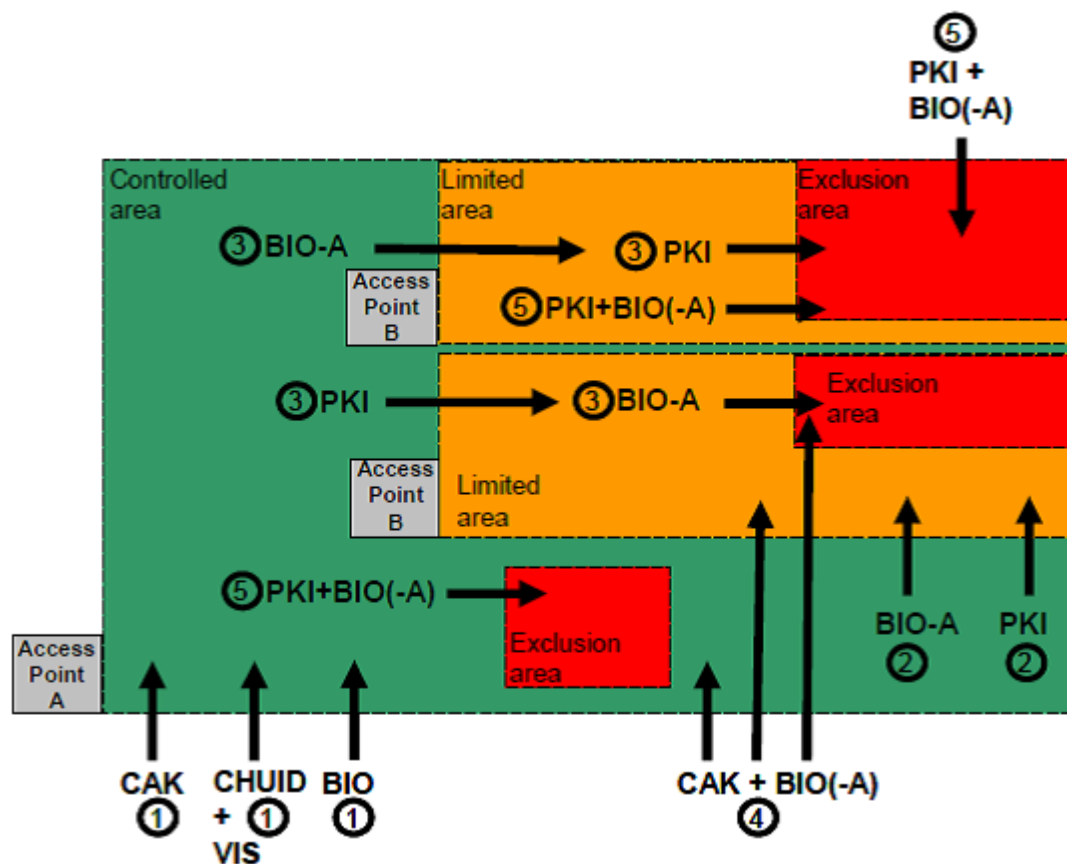 ⑤
PKI +
BIO(-A)
Controlled
area
Limited
area
Exclusion
area
③ BIO-A
③ PKI
Access
Point
B
⑤ PKI+BIO(-A)
③ PKI
③ BIO-A
Exclusion
area
Access
Point
B
Limited
area
⑤ PKI+BIO(-A)
Exclusion
area
BIO-A
②
PKI
②
Access
Point
A
CAK
①
CHUID
+ ①
VIS
BIO
①
CAK + BIO(-A)
④